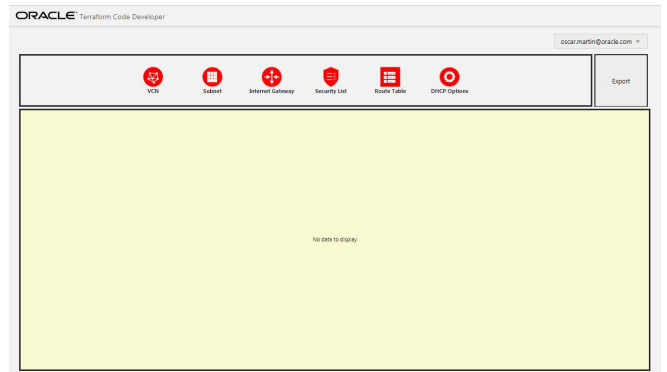 ORACLE Terraform Code Developer
oscar.martin@oracle.com
VCN
Subnet
Internet Gateway
Security List
Route Table
DHCP Options
Export
No data to display